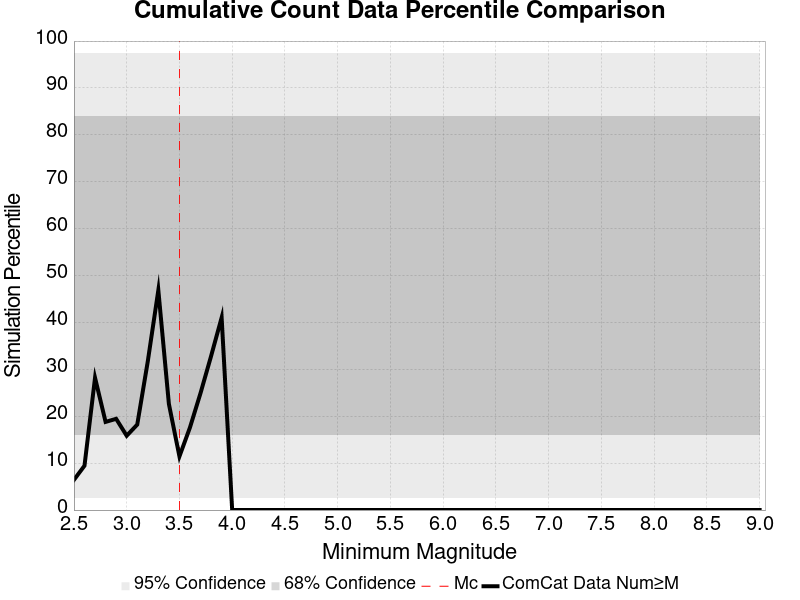 Cumulative Count Data Percentile Comparison
100
90
80
70
60
50
40
30
20
10
0
Simulation Percentile
2.5 3.0 3.5 4.0 4.5 5.0 5.5 6.0 6.5 7.0 7.5 8.0 8.5 9.0
Minimum Magnitude
95% Confidence 68% Confidence Mc ComCat Data Num≥M